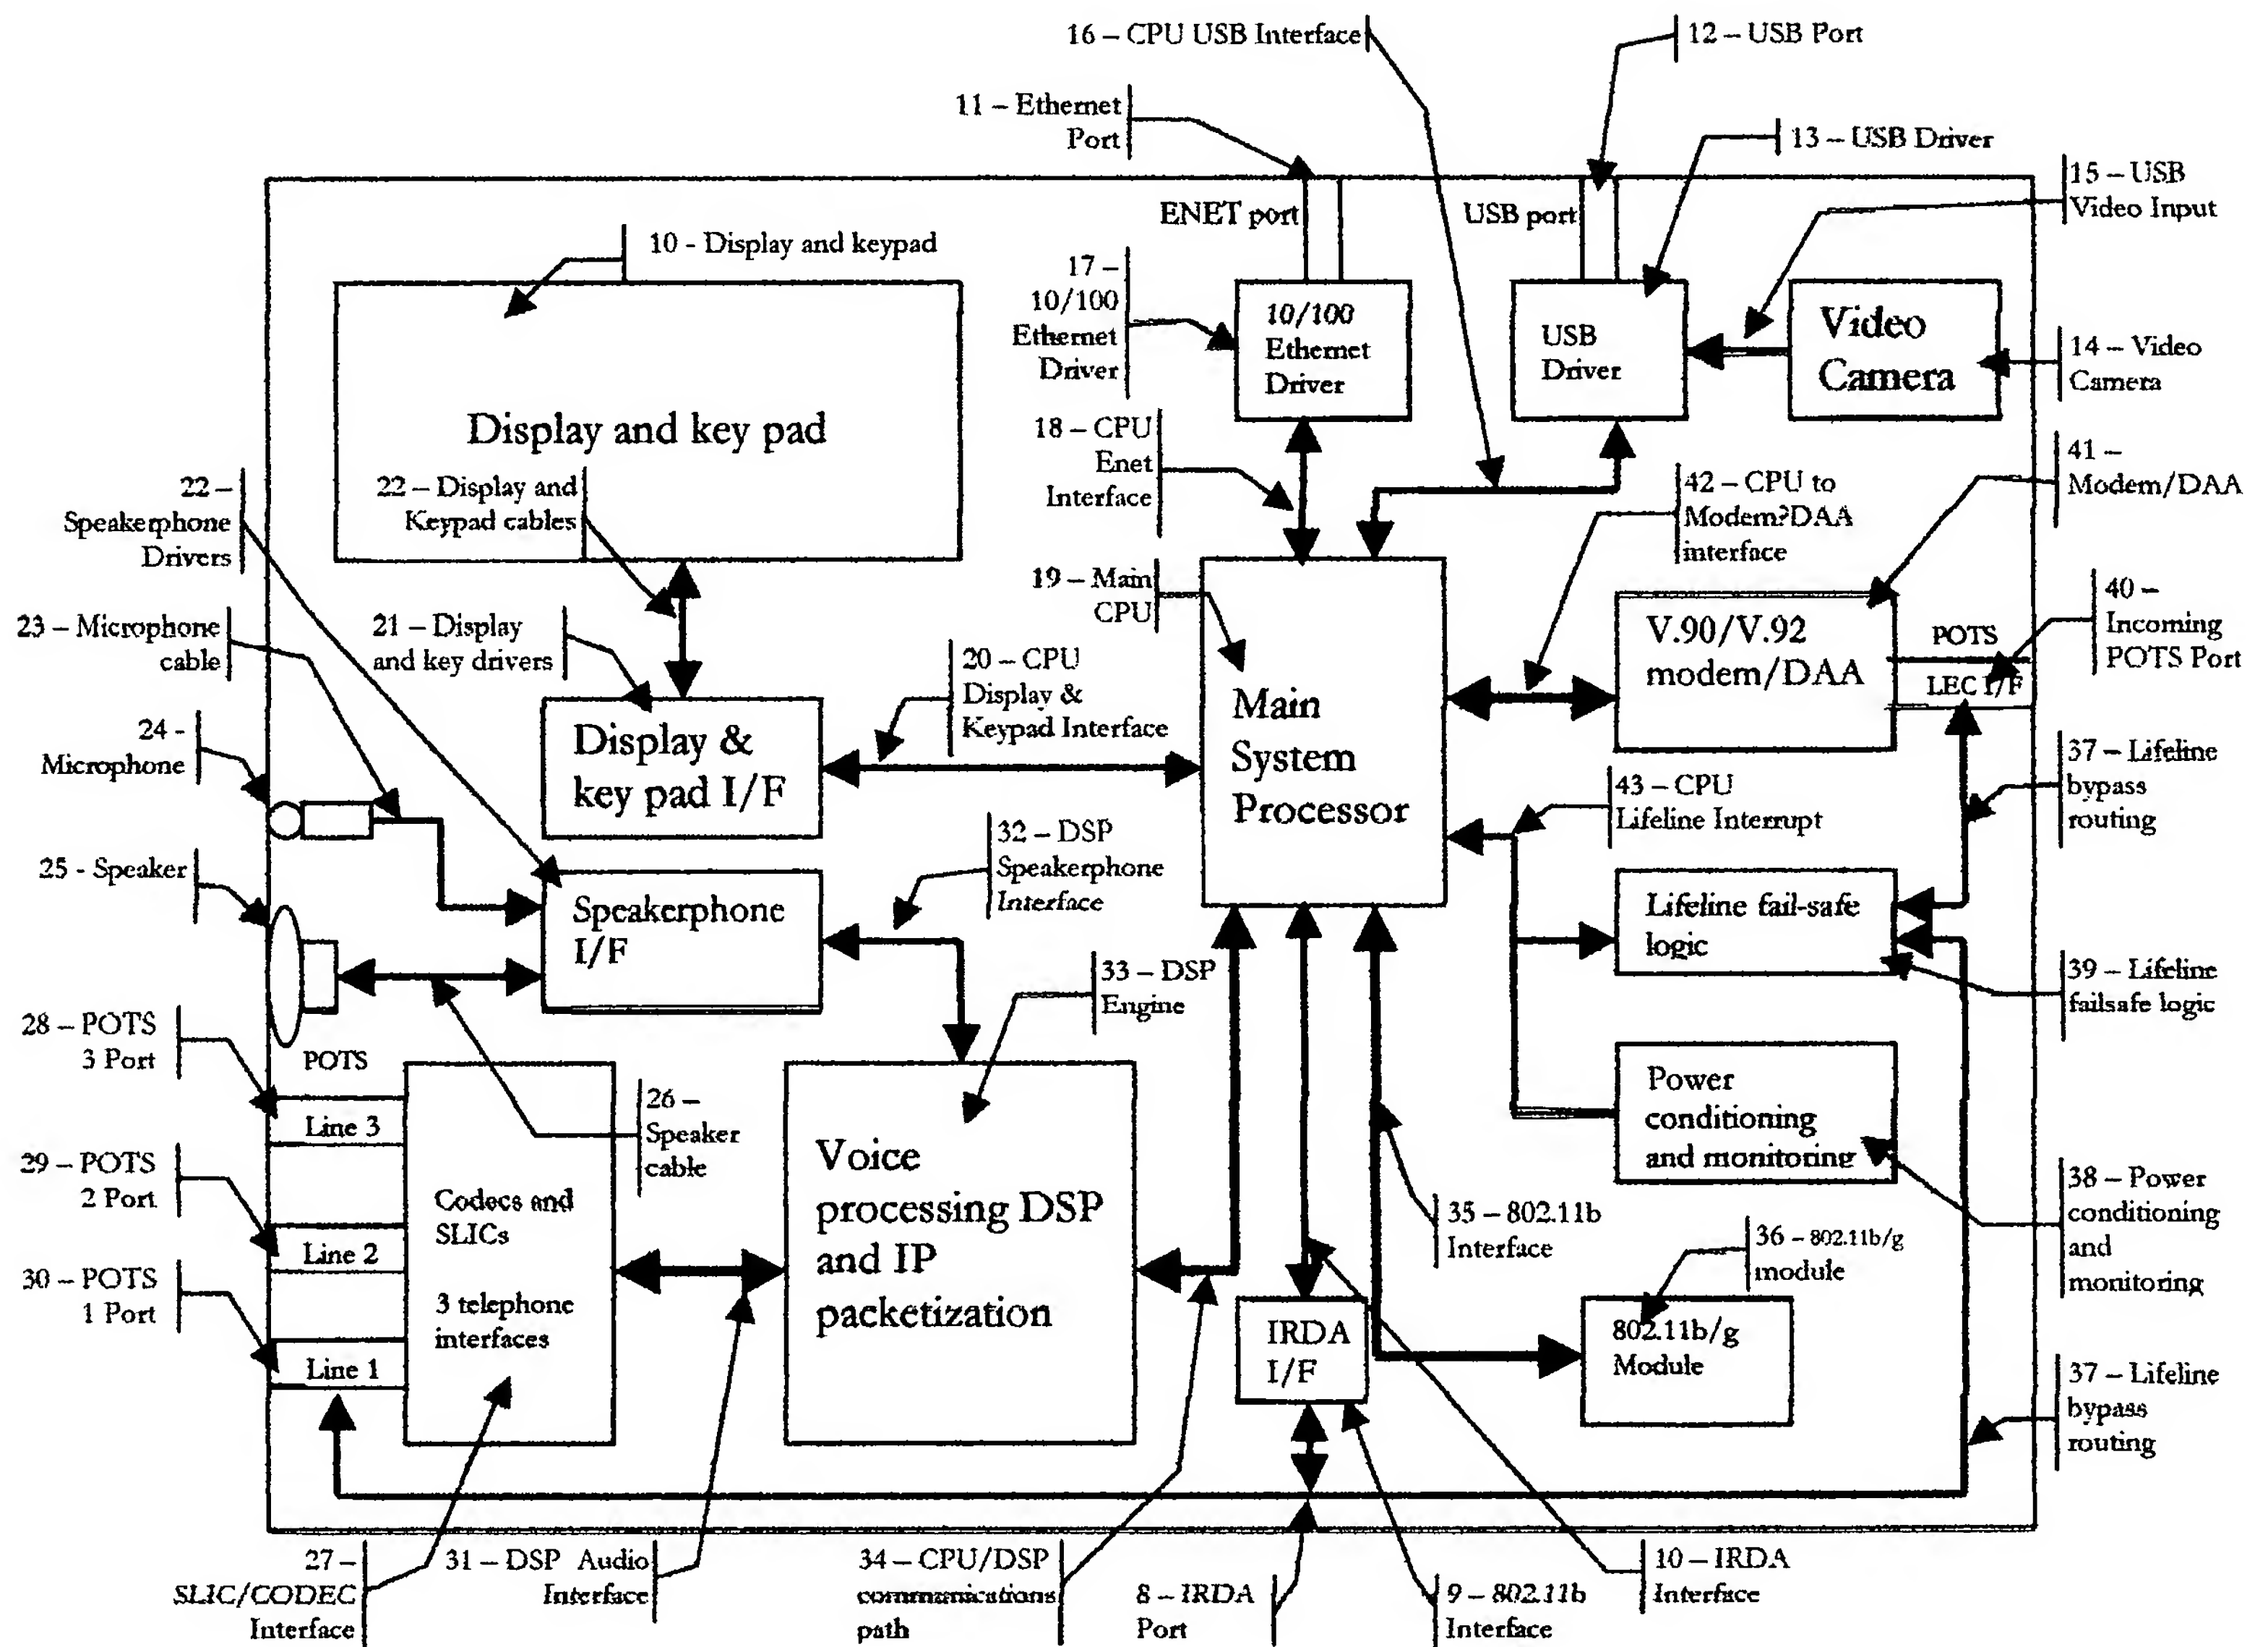 16 – CPU USB Interface
12 – USB Port
11 – Ethernet
Port
13 – USB Driver
15 – USB
Video Input
ENET port
USB port
10 - Display and keypad
17 –
10/100
Ethernet
Driver
10/100
Ethernet
Driver
USB
Driver
Video
Camera
14 – Video
Camera
Display and key pad
18 – CPU
Enet
Interface
41 –
Modem/DAA
22 –
Speakerphone
Drivers
22 – Display and
Keypad cables
42 – CPU to
Modem?DAA
interface
19 – Main
CPU
40 –
Incoming
POTS Port
23 – Microphone
cable
21 – Display
and key drivers
20 – CPU
Display &
Keypad Interface
V.90/V.92
modem/DAA
POTS
LEC I/F
Main
System
Processor
24 -
Microphone
Display &
key pad I/F
37 – Lifeline
bypass
routing
43 – CPU
Lifeline Interrupt
32 – DSP
Speakerphone
Interface
25 - Speaker
Speakerphone
I/F
Lifeline fail-safe
logic
33 – DSP
Engine
39 – Lifeline
failsafe logic
28 – POTS
3 Port
POTS
Line 3
26 –
Speaker
cable
Power
conditioning
and monitoring
29 – POTS
2 Port
Line 2
Codecs and
SLICs
3 telephone
interfaces
Voice
processing DSP
and IP
packetization
35 – 802.11b
Interface
36 – 802.11b/g
module
38 – Power
conditioning
and
monitoring
30 – POTS
1 Port
Line 1
IRDA
I/F
802.11b/g
Module
37 – Lifeline
bypass
routing
27 –
SLIC/CODEC
Interface
31 – DSP Audio
Interface
34 – CPU/DSP
communications
path
8 – IRDA
Port
9 – 802.11b
Interface
10 – IRDA
Interface